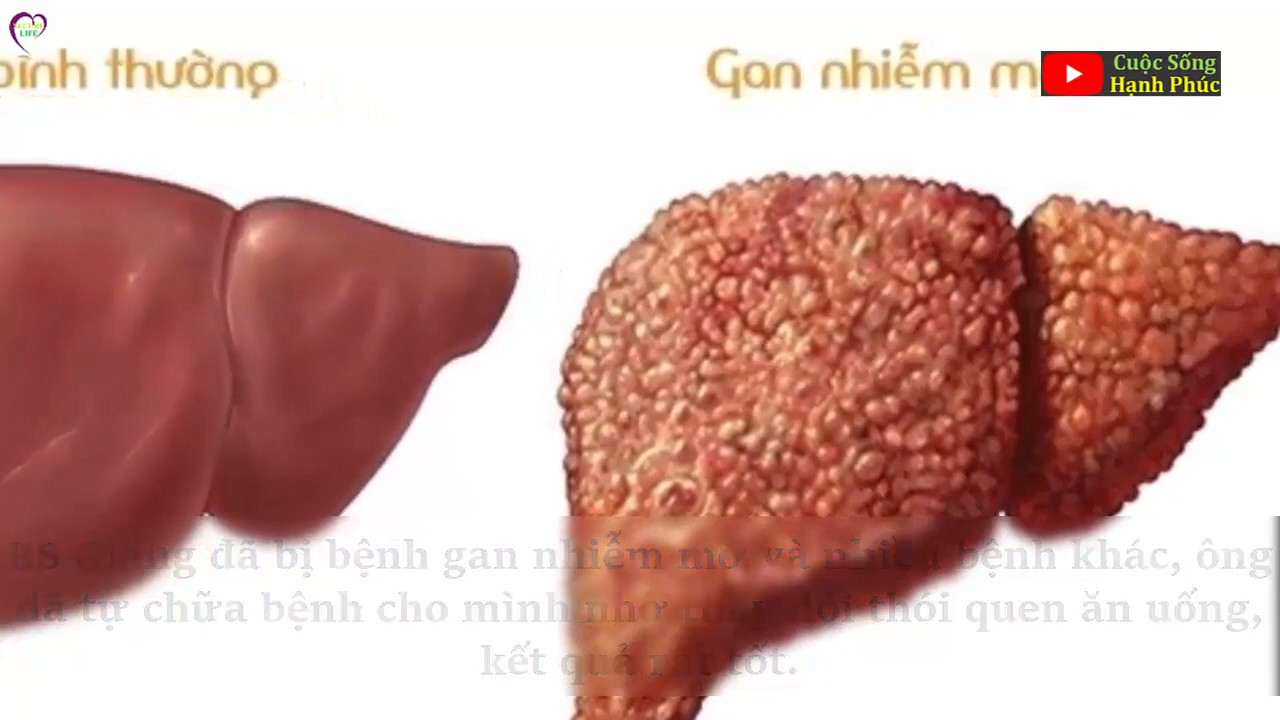 LIFE
bình thường
Gan nhiễm m
Cuộc Sống
Hạnh Phúc
BS đã bị bệnh gan nhiễm mỡ và nhiều bệnh khác, ông
đã tự chữa bệnh cho mình nhờ thay đổi thói quen ăn uống,
kết quả rất tốt.